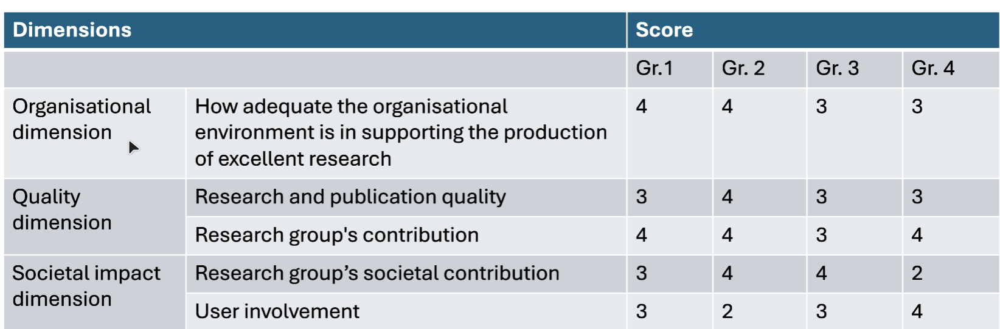 Dimensions Score
Gr.1 Gr. 2 Gr. 3 Gr. 4
Organisational How adequate the organisational 4 4 3 3
dimension environment is in supporting the production
of excellent research
Quality Research and publication quality 3 4 3 3
dimension
Research group's contribution 4 4 3 4
Societal impact Research group’s societal contribution 3 4 4 2
dimension
User involvement 3 2 3 4